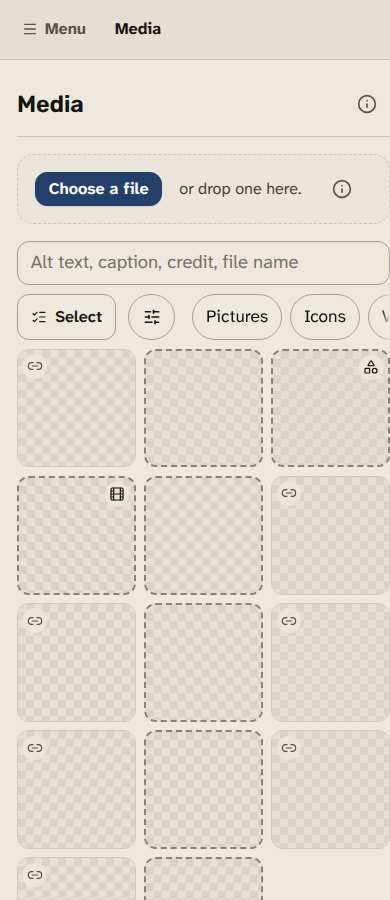 Menu
Media
Media
Choose a file
or drop one here.
Alt text, caption, credit, file name
Select
Pictures
Icons